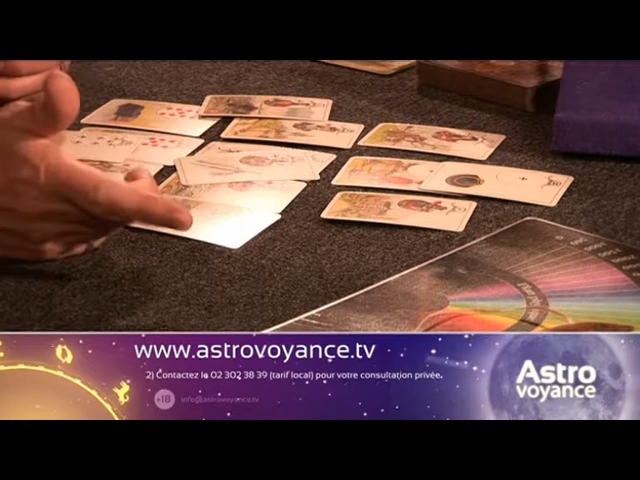 www.astrovoyance.tv
2) Contactez le 02 302 38 39 (tarif local) pour votre consultation privée.
+18 info@astrovoyance.tv
Astro
voyance